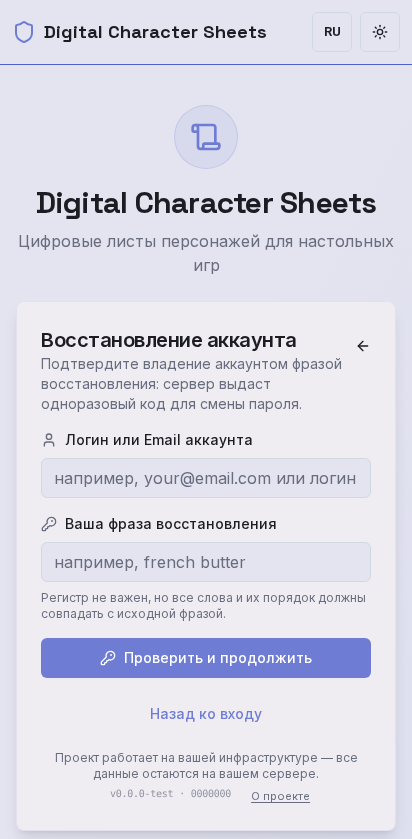 Digital Character Sheets
RU
Digital Character Sheets
Цифровые листы персонажей для настольных
игр
Восстановление аккаунта
Подтвердите владение аккаунтом фразой
восстановления: сервер выдаст
одноразовый код для смены пароля.
Логин или Email аккаунта
например, your@email.com или логин
Ваша фраза восстановления
например, french butter
Регистр не важен, но все слова и их порядок должны
совпадать с исходной фразой.
Проверить и продолжить
Назад ко входу
Проект работает на вашей инфраструктуре — все
данные остаются на вашем сервере.
v0.0.0-test · 0000000 О проекте